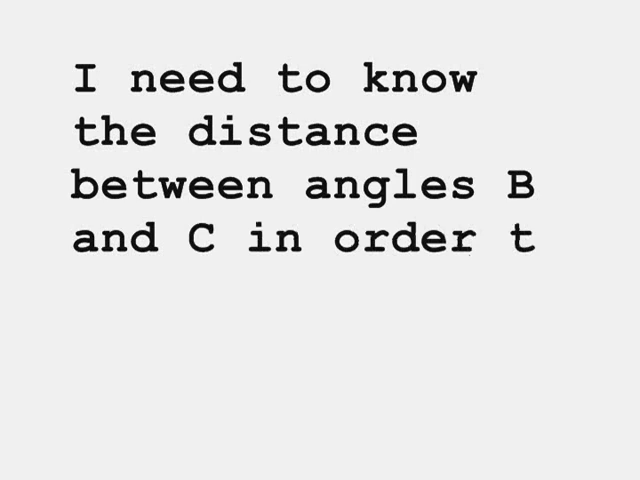 I need to know
the distance
between angles B
and C in order t